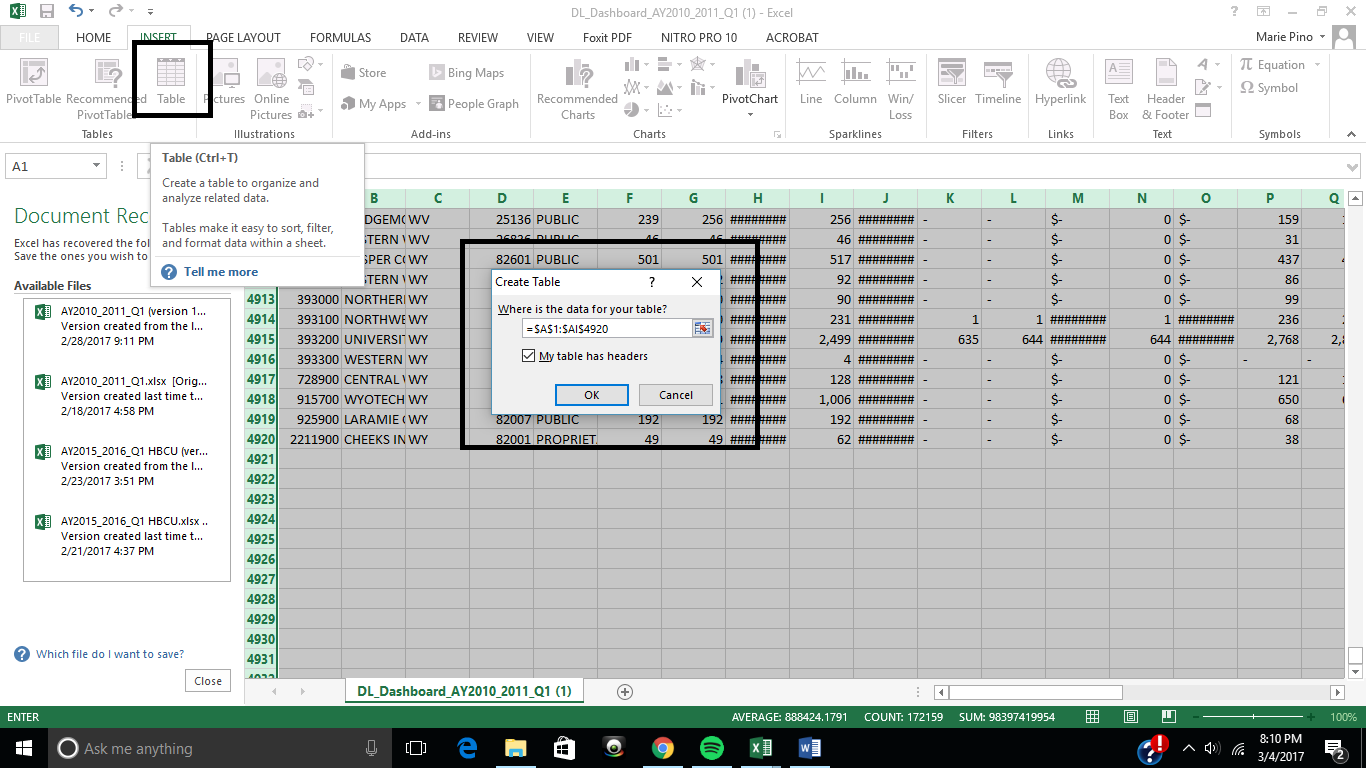 DL_Dashboard_AY2010_2011_Q1 (1) - Excel
FILE HOME INSERT PAGE LAYOUT FORMULAS DATA REVIEW VIEW Foxit PDF NITRO PRO 10 ACROBAT
Marie Pino
PivotTable
Recommended
PivotTable
Table
Pictures
Online
Pictures
Store
My Apps
Bing Maps
People Graph
Recommended
Charts
PivotChart
Line
Column
Win/
Loss
Slicer
Timeline
Hyperlink
Text
Box
Header
& Footer
Equation
Symbol
Tables Illustrations Add-ins Charts Sparklines Filters Links Text Symbols
A1
Table (Ctrl+T)
Create a table to organize and
analyze related data.
Tables make it easy to sort, filter,
and format data within a sheet.
Tell me more
Document Rec
Excel has recovered the fol
Save the ones you wish to
Available Files
AY2010_2011_Q1 (version 1...
Version created from the l...
2/28/2017 9:11 PM
AY2010_2011_Q1.xlsx [Orig...
Version created last time t...
2/18/2017 4:58 PM
AY2015_2016_Q1 HBCU (ver...
Version created from the l...
2/23/2017 3:51 PM
AY2015_2016_Q1 HBCU.xlsx ..
Version created last time t...
2/21/2017 4:37 PM
Which file do I want to save?
Close
B C D E F G H I J K L M N O P Q
DGEMO WV 25136 PUBLIC 239 256 ######## 256 ######## - - $- 0 $- 159
STERN WV 26836 PUBLIC 46 46 ######## 46 ######## - - $- 0 $- 31
SPER CO WY 82601 PUBLIC 501 501 ######## 517 ######## - - $- 0 $- 437
STERN WY 92 ######## - - $- 0 $- 86
4913 393000 NORTHERN WY 90 ######## - - $- 0 $- 99
4914 393100 NORTHWE WY 231 ######## 1 1 ######## 1 ######## 236
4915 393200 UNIVERSIT WY 2,499 ######## 635 644 ######## 644 ######## 2,768 2,8
4916 393300 WESTERN WY 4 ######## - - $- 0 $- - -
4917 728900 CENTRAL WY 128 ######## - - $- 0 $- 121
4918 915700 WYOTECH WY 1,006 ######## - - $- 0 $- 650
4919 925900 LARAMIE C WY 82007 PUBLIC 192 192 ######## 192 ######## - - $- 0 $- 68
4920 2211900 CHEEKS IN WY 82001 PROPRIET 49 49 ######## 62 ######## - - $- 0 $- 38
4921
4922
4923
4924
4925
4926
4927
4928
4929
4930
4931
Create Table
?
Where is the data for your table?
=$A$1:$AI$4920
My table has headers
OK
Cancel
DL_Dashboard_AY2010_2011_Q1 (1)
ENTER
AVERAGE: 888424.1791 COUNT: 172159 SUM: 98397419954
100%
Ask me anything
8:10 PM
3/4/2017
2